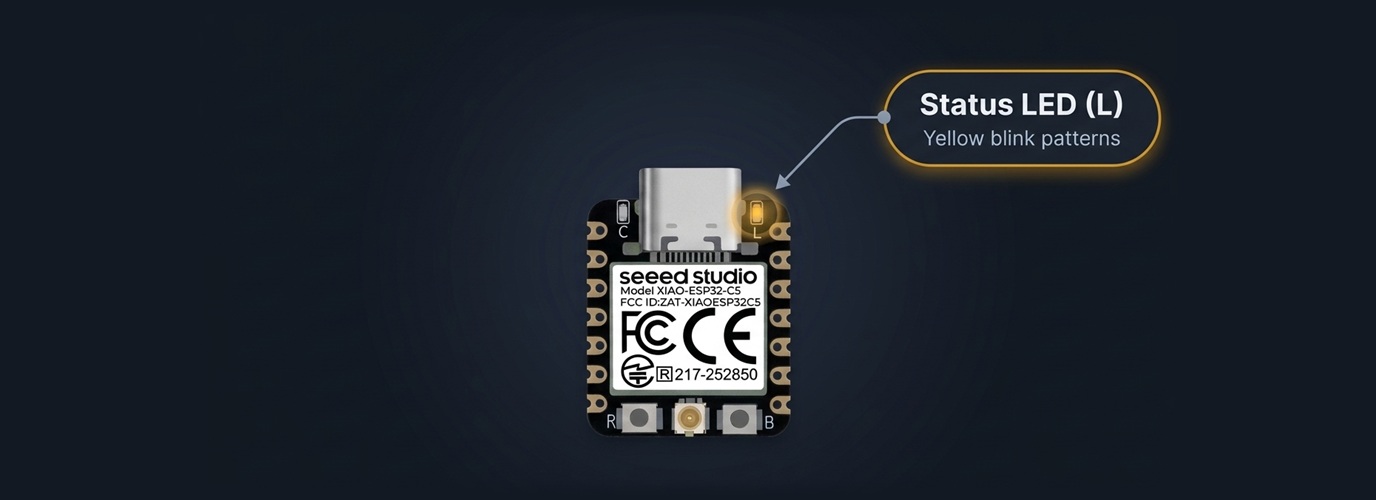 Status LED (L)
Yellow blink patterns
C
L
seeed studio
Model XIAO-ESP32-C5
FCC ID:ZAT-XIAOESP32C5
FC CE
R 217-252850
R
B